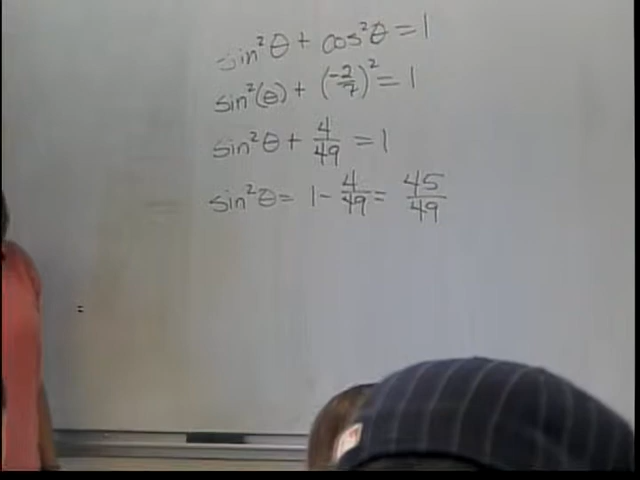 sin²θ + cos²θ = 1
sin²(θ) + (-2/7)² = 1
sin²θ + 4/49 = 1
sin²θ = 1 - 4/49 = 45/49
=